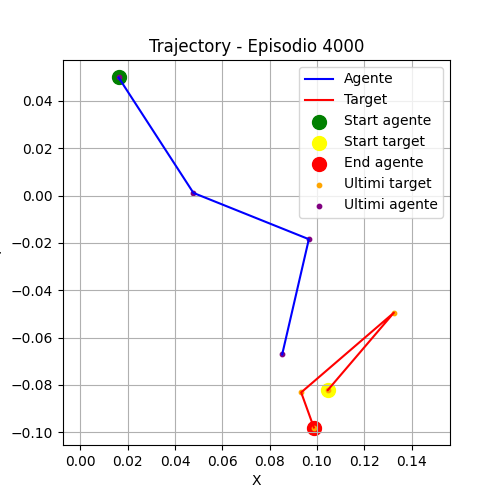 Trajectory - Episodio 4000
Agente
Target
Start agente
Start target
End agente
Ultimi target
Ultimi agente
0.04
0.02
0.00
−0.02
−0.04
−0.06
−0.08
−0.10
0.00 0.02 0.04 0.06 0.08 0.10 0.12 0.14
X